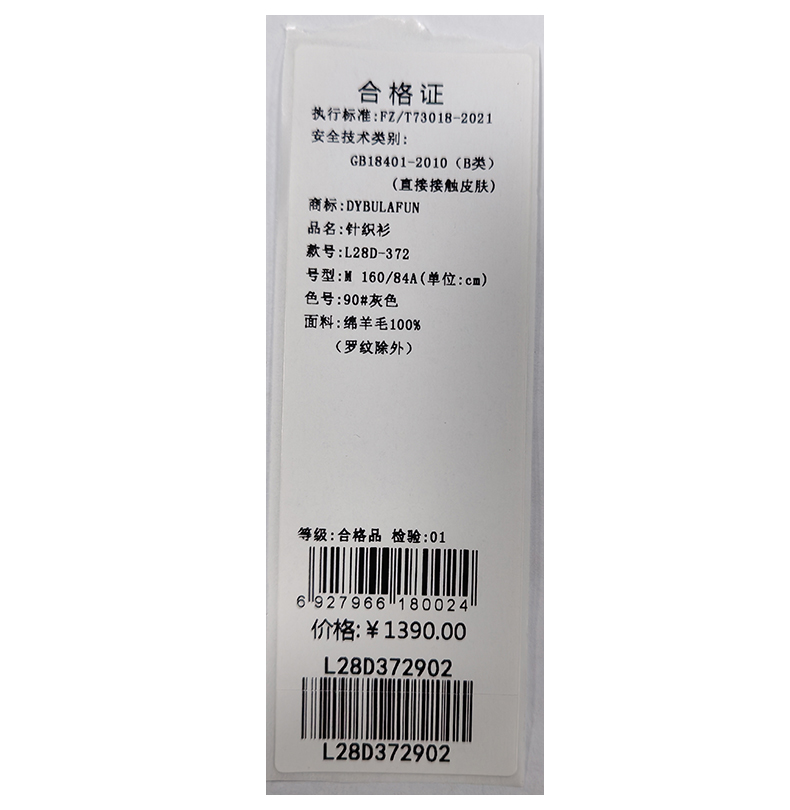 合格证
执行标准:FZ/T73018-2021
安全技术类别:
GB18401-2010（B类）
(直接接触皮肤)
商标:DYBULAFUN
品名:针织衫
款号:L28D-372
号型:M 160/84A(单位:cm)
色号:90#灰色
面料:绵羊毛100%
（罗纹除外）
等级:合格品 检验:01
6 927966 180024
价格:￥1390.00
L28D372902
L28D372902